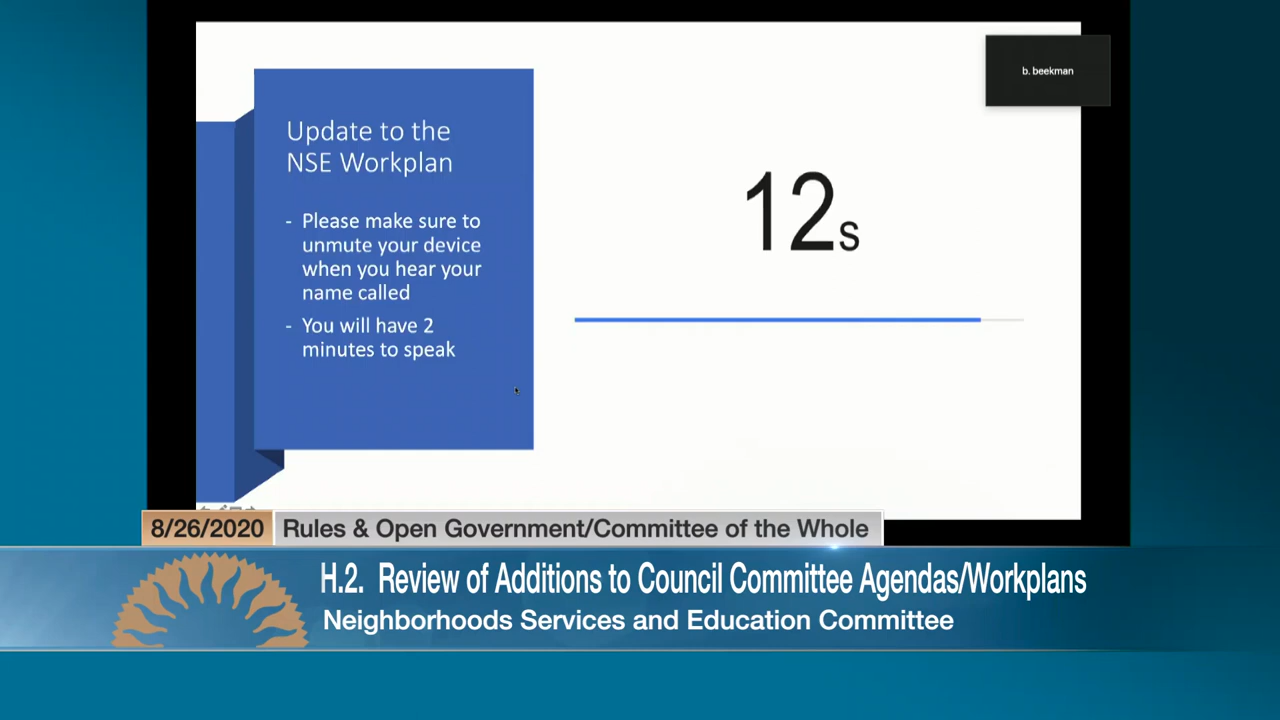 b. beekman
Update to the
NSE Workplan
- Please make sure to
unmute your device
when you hear your
name called
- You will have 2
minutes to speak
12s
8/26/2020
Rules & Open Government/Committee of the Whole
H.2. Review of Additions to Council Committee Agendas/Workplans
Neighborhoods Services and Education Committee